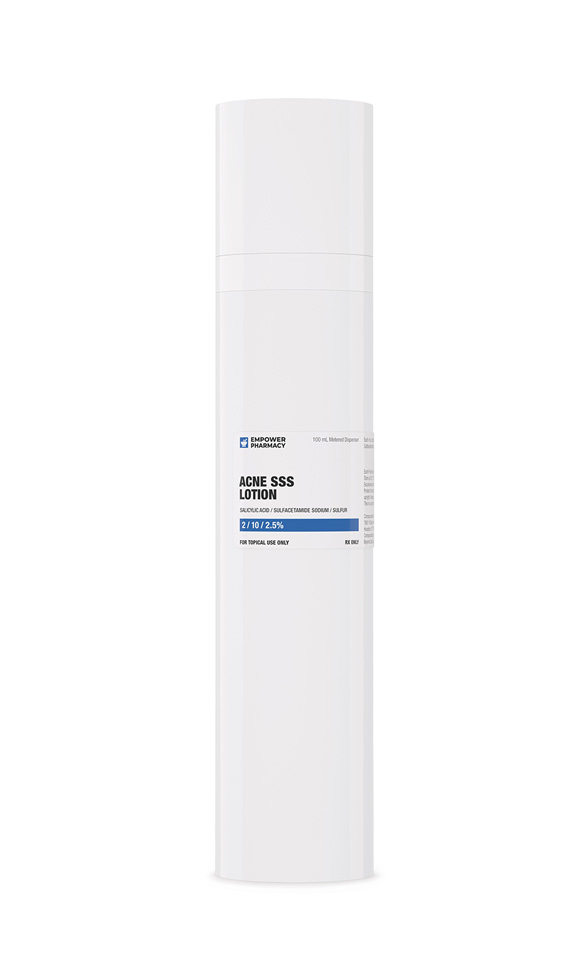 EMPOWER
PHARMACY
100 mL Metered Dispenser
ACNE SSS
LOTION
SALICYLIC ACID / SULFACETAMIDE SODIUM / SULFUR
2 / 10 / 2.5%
FOR TOPICAL USE ONLY
RX ONLY